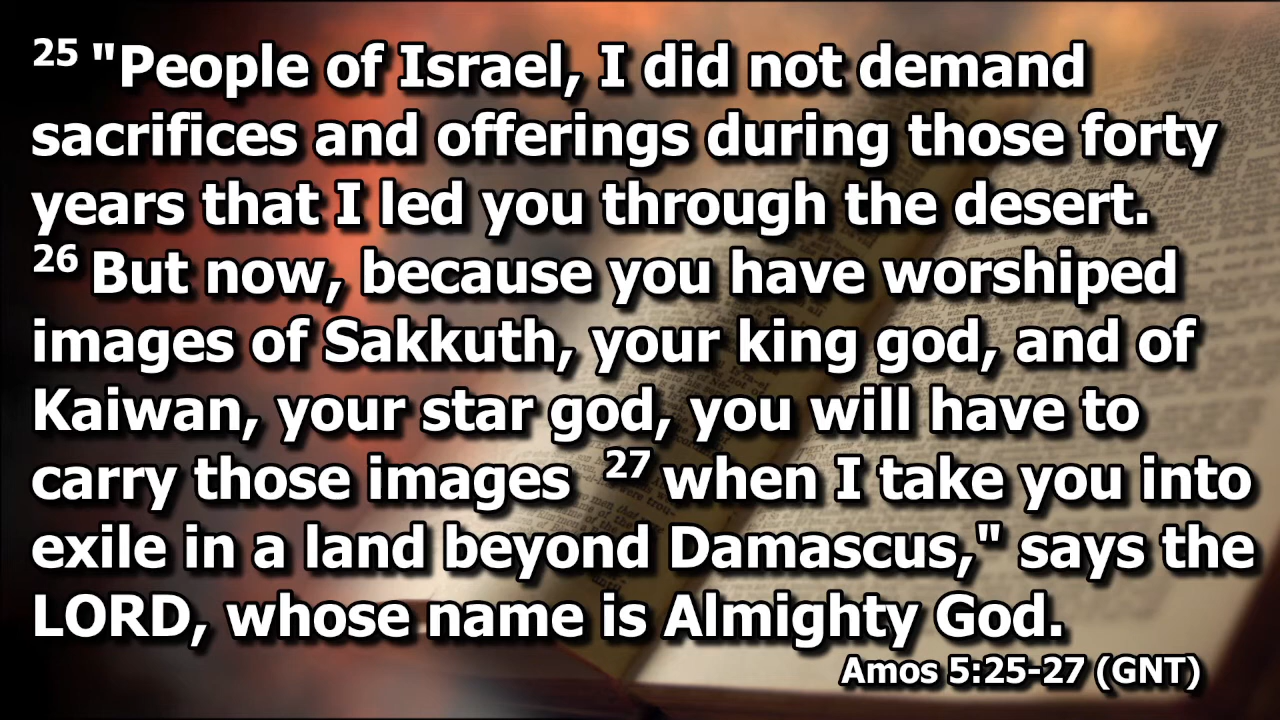 25 "People of Israel, I did not demand
sacrifices and offerings during those forty
years that I led you through the desert.
26 But now, because you have worshiped
images of Sakkuth, your king god, and of
Kaiwan, your star god, you will have to
carry those images 27 when I take you into
exile in a land beyond Damascus," says the
LORD, whose name is Almighty God.
Amos 5:25-27 (GNT)